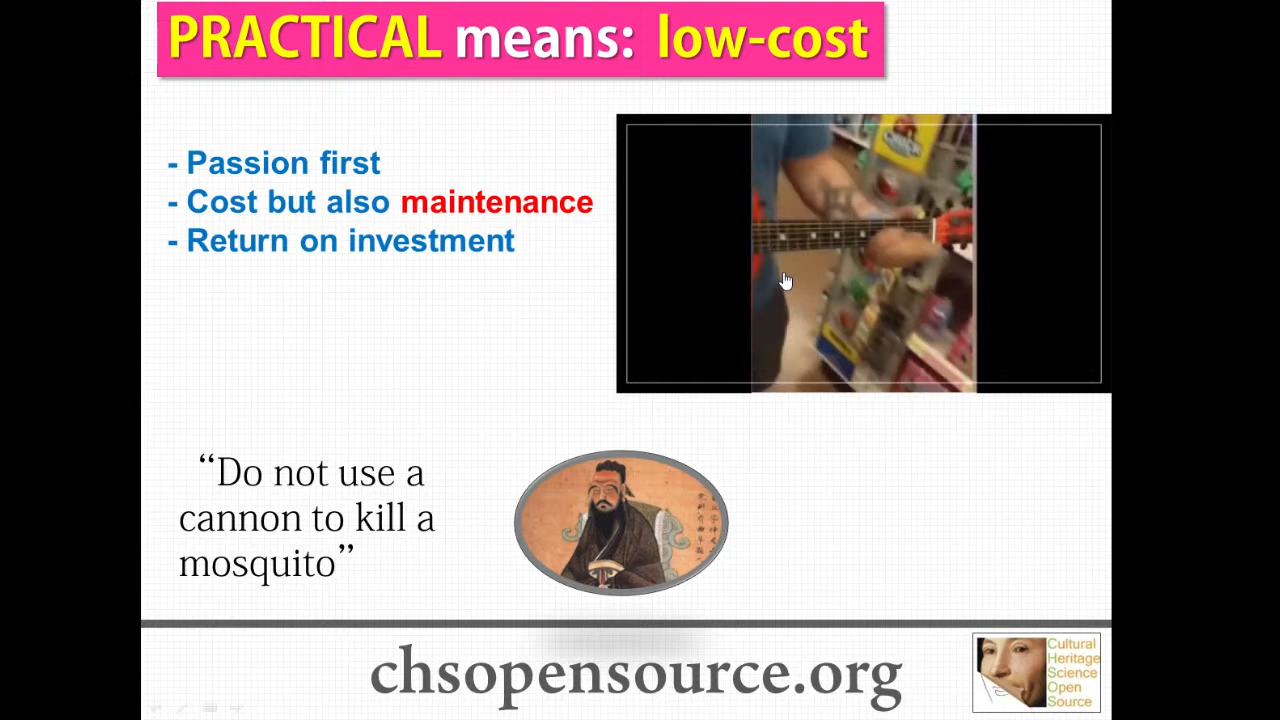 PRACTICAL means: low-cost
- Passion first
- Cost but also maintenance
- Return on investment
“Do not use a
cannon to kill a
mosquito”
chsopensource.org
Cultural
Heritage
Science
Open
Source